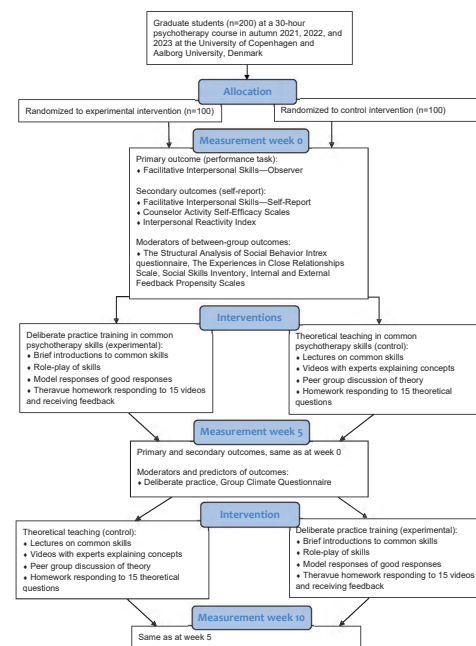 Graduate students (n=200) at a 30-hour
psychotherapy course in autumn 2021, 2022, and
2023 at the University of Copenhagen and
Aalborg University, Denmark
Allocation
Randomized to experimental intervention (n=100)
Randomized to control intervention (n=100)
Measurement week 0
Primary outcome (performance task):
♦ Facilitative Interpersonal Skills—Observer
Secondary outcomes (self-report):
♦ Facilitative Interpersonal Skills—Self-Report
♦ Counselor Activity Self-Efficacy Scales
♦ Interpersonal Reactivity Index
Moderators of between-group outcomes:
♦ The Structural Analysis of Social Behavior Intrex
questionnaire, The Experiences in Close Relationships
Scale, Social Skills Inventory, Internal and External
Feedback Propensity Scales
Interventions
Deliberate practice training in common
psychotherapy skills (experimental):
♦ Brief introductions to common skills
♦ Role-play of skills
♦ Model responses of good responses
♦ Theravue homework responding to 15 videos
and receiving feedback
Theoretical teaching in common
psychotherapy skills (control):
♦ Lectures on common skills
♦ Videos with experts explaining concepts
♦ Peer group discussion of theory
♦ Homework responding to 15 theoretical
questions
Measurement week 5
Primary and secondary outcomes, same as at week 0
Moderators and predictors of outcomes:
♦ Deliberate practice, Group Climate Questionnaire
Intervention
Theoretical teaching (control):
♦ Lectures on common skills
♦ Videos with experts explaining concepts
♦ Peer group discussion of theory
♦ Homework responding to 15 theoretical
questions
Deliberate practice training (experimental):
♦ Brief introductions to common skills
♦ Role-play of skills
♦ Model responses of good responses
♦ Theravue homework responding to 15 videos
and receiving feedback
Measurement week 10
Same as at week 5